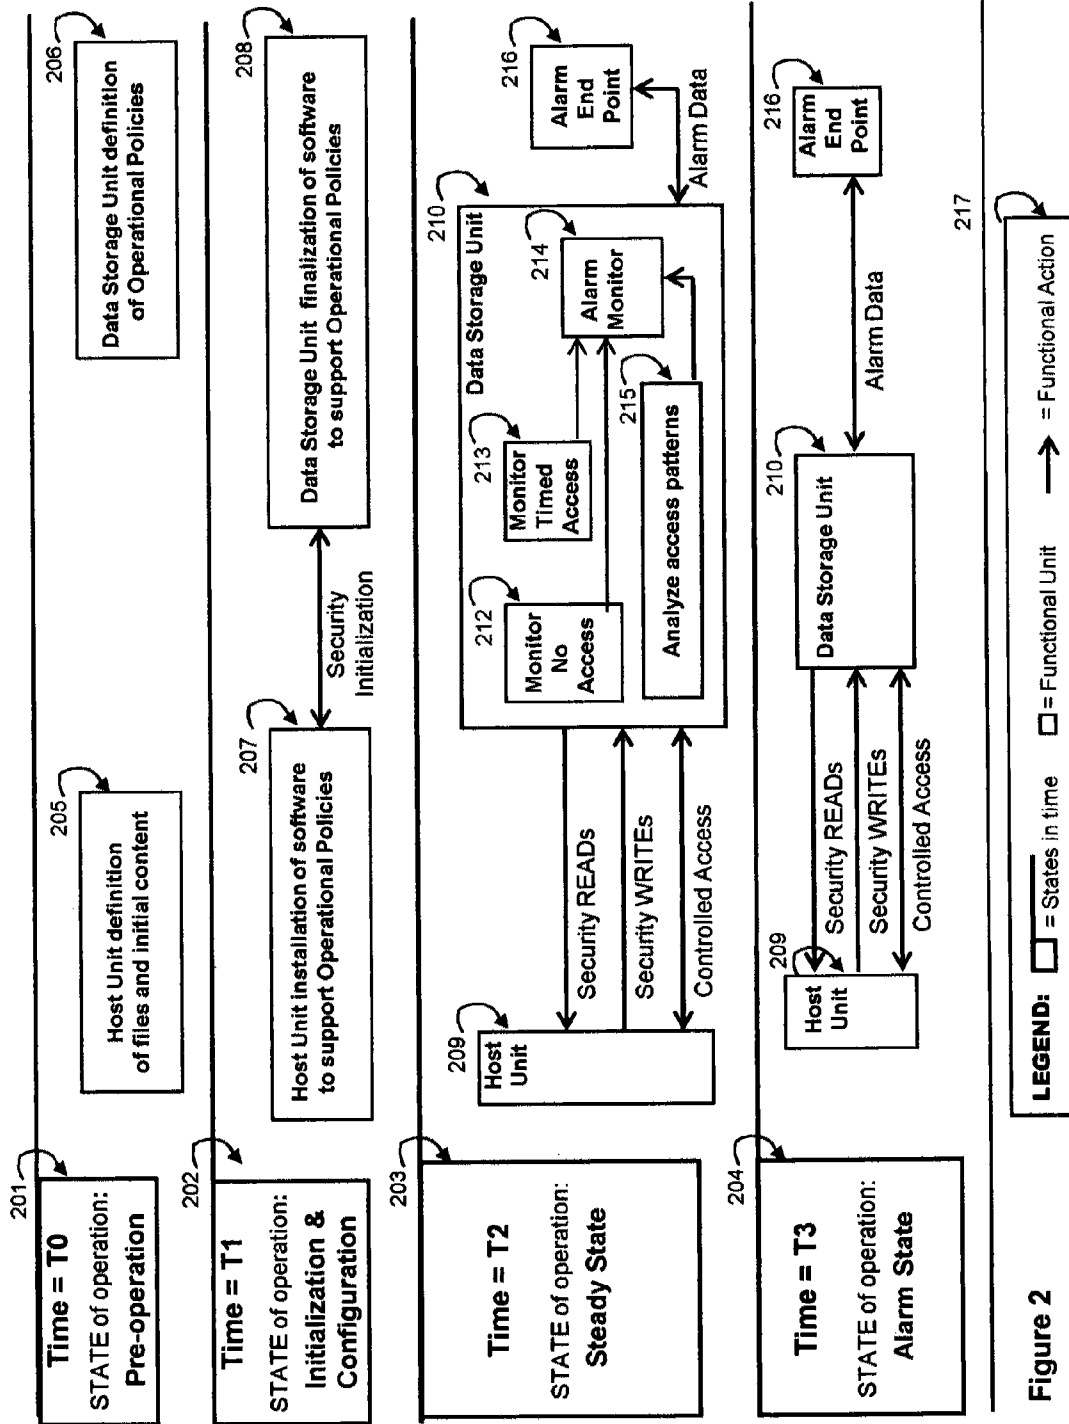 201
Time = T0
STATE of operation:
Pre-operation
205
Host Unit definition
of files and initial content
206
Data Storage Unit definition
of Operational Policies
202
Time = T1
STATE of operation:
Initialization &
Configuration
207
Host Unit installation of software
to support Operational Policies
Security
Initialization
208
Data Storage Unit finalization of software
to support Operational Policies
203
Time = T2
STATE of operation:
Steady State
209
Host
Unit
Security READs
Security WRITEs
Controlled Access
210
Data Storage Unit
212
Monitor
No
Access
213
Monitor
Timed
Access
214
Alarm
Monitor
215
Analyze access patterns
216
Alarm
End
Point
Alarm Data
204
Time = T3
STATE of operation:
Alarm State
209
Host
Unit
Security READs
Security WRITEs
Controlled Access
210
Data Storage Unit
Alarm Data
216
Alarm
End
Point
217
LEGEND: = States in time = Functional Unit = Functional Action
Figure 2